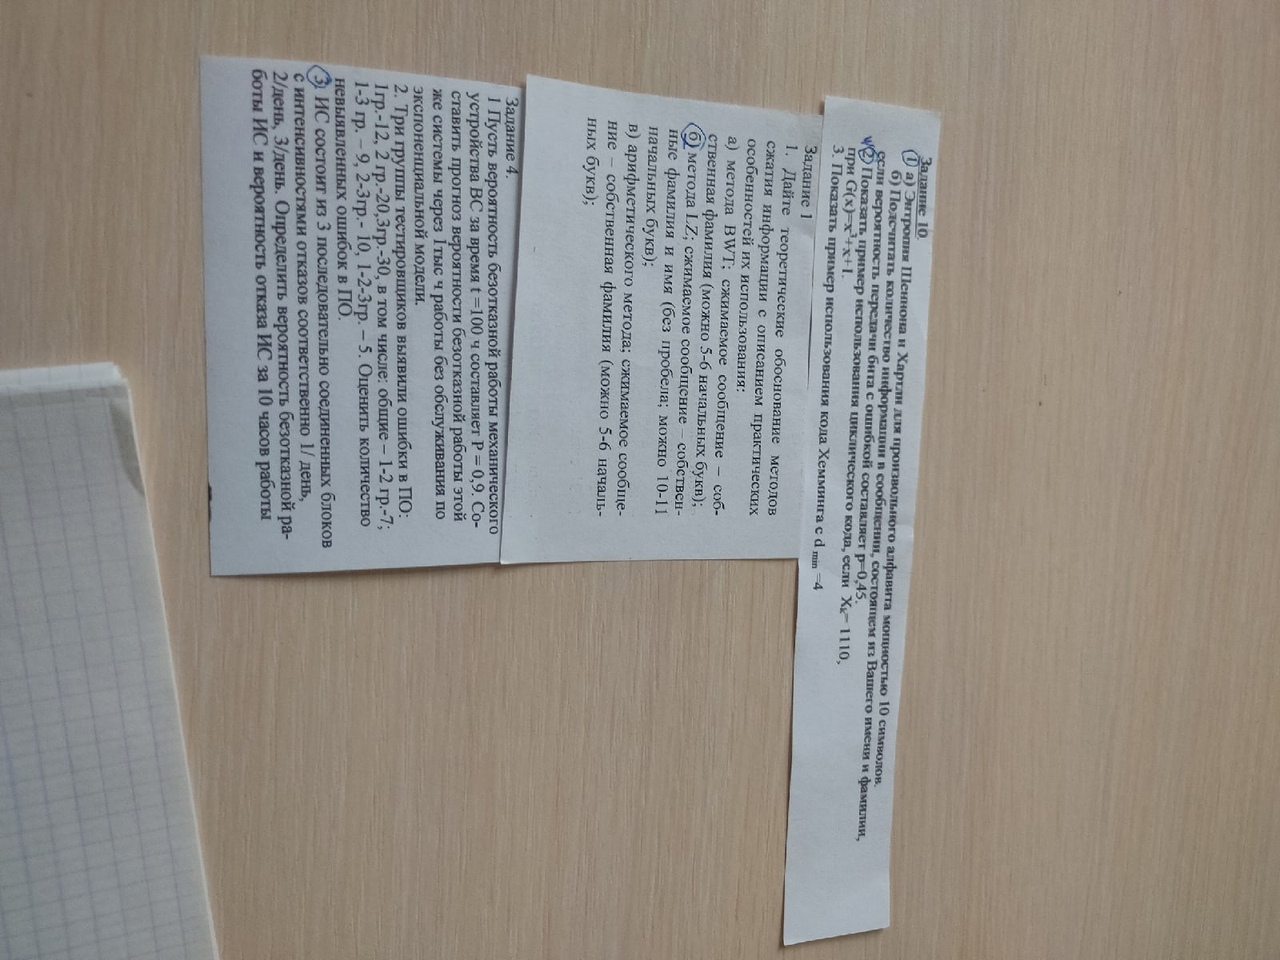 Задание 10
1 а) Энтропия Шеннона и Хартли для произвольного алфавита мощностью 10 символов.
б) Подсчитать количество информации в сообщении, состоящем из Вашего имени и фамилии,
если вероятность передачи бита с ошибкой составляет p=0,45.
2 Показать пример использования циклического кода, если Xk= 1110,
при G(x)=x³+x+1.
3. Показать пример использования кода Хемминга с d min =4
Задание 1
1. Дайте теоретические обоснование методов
сжатия информации с описанием практических
особенностей их использования:
а) метода BWT; сжимаемое сообщение – соб-
ственная фамилия (можно 5-6 начальных букв);
б) метода LZ; сжимаемое сообщение – собствен-
ные фамилия и имя (без пробела; можно 10-11
начальных букв);
в) арифметического метода; сжимаемое сообще-
ние – собственная фамилия (можно 5-6 началь-
ных букв);
Задание 4.
1 Пусть вероятность безотказной работы механического
устройства ВС за время t =100 ч составляет P = 0,9. Со-
ставить прогноз вероятности безотказной работы этой
же системы через 1тыс ч работы без обслуживания по
экспоненциальной модели.
2. Три группы тестировщиков выявили ошибки в ПО:
1гр.-12, 2 гр.-20,3гр.-30, в том числе: общие – 1-2 гр.-7;
1-3 гр. – 9, 2-3гр.- 10, 1-2-3гр. – 5. Оценить количество
невыявленных ошибок в ПО.
3. ИС состоит из 3 последовательно соединенных блоков
с интенсивностями отказов соответственно 1/ день,
2/день, 3/день. Определить вероятность безотказной ра-
боты ИС и вероятность отказа ИС за 10 часов работы